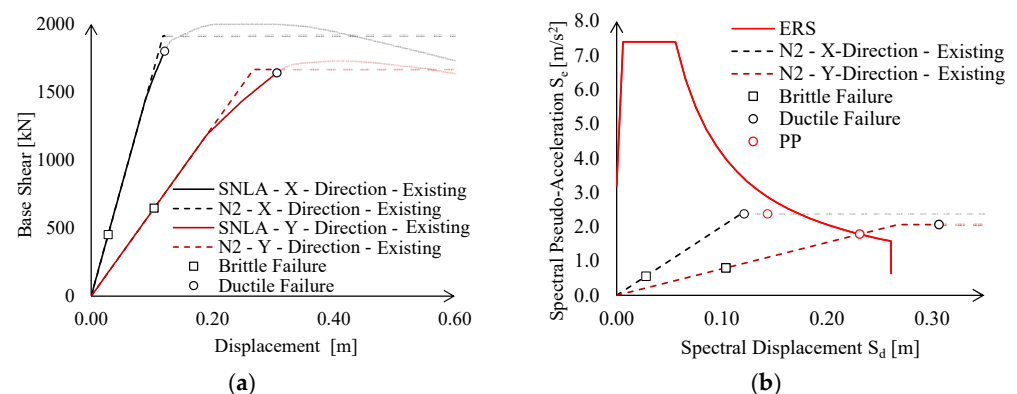 2000
1500
1000
500
0
Base Shear [kN]
SNLA - X - Direction - Existing
N2 - X - Direction - Existing
SNLA - Y - Direction - Existing
N2 - Y - Direction - Existing
Brittle Failure
Ductile Failure
0.00 0.20 0.40 0.60
Displacement [m]
(a)
8.0
7.0
6.0
5.0
4.0
3.0
2.0
1.0
0.0
Spectral Pseudo-Acceleration Se [m/s²]
ERS
N2 - X-Direction - Existing
N2 - Y-Direction - Existing
Brittle Failure
Ductile Failure
PP
0.00 0.10 0.20 0.30
Spectral Displacement Sd [m]
(b)